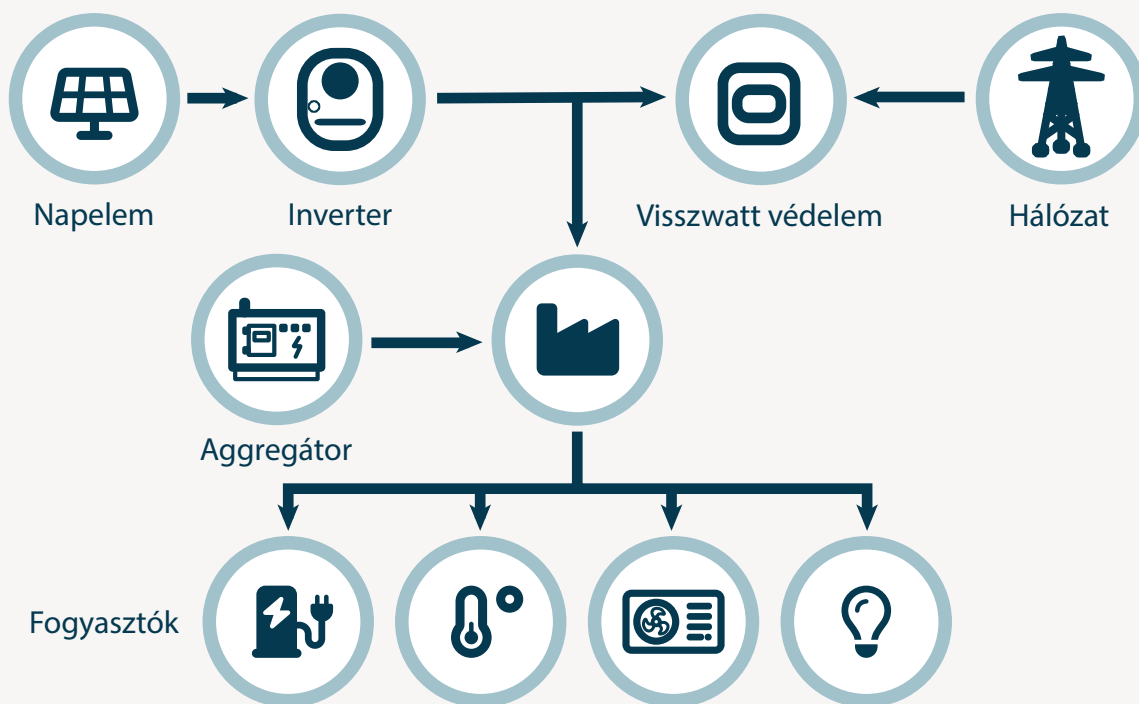 Napelem
Inverter
Visszwatt védelem
Hálózat
Aggregátor
Fogyasztók